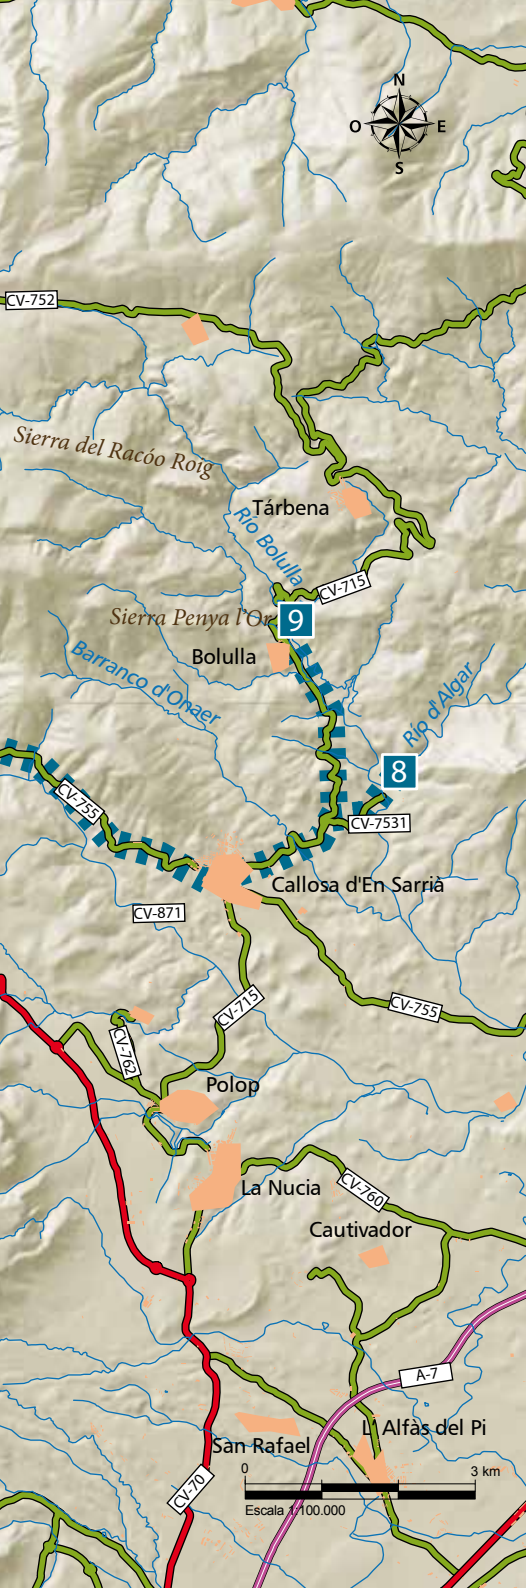 N
O E
S
CV-752
Sierra del Racóo Roig
Tárbena
Río Bolulla
CV-715
Sierra Penya l'Or
9
Bolulla
Barranco d'Onaer
Río d'Algar
8
CV-755
CV-7531
Callosa d'En Sarrià
CV-871
CV-715
CV-755
CV-762
Polop
La Nucia
CV-760
Cautivador
A-7
L'Alfàs del Pi
San Rafael
0 3 km
CV-70
Escala 1:100.000